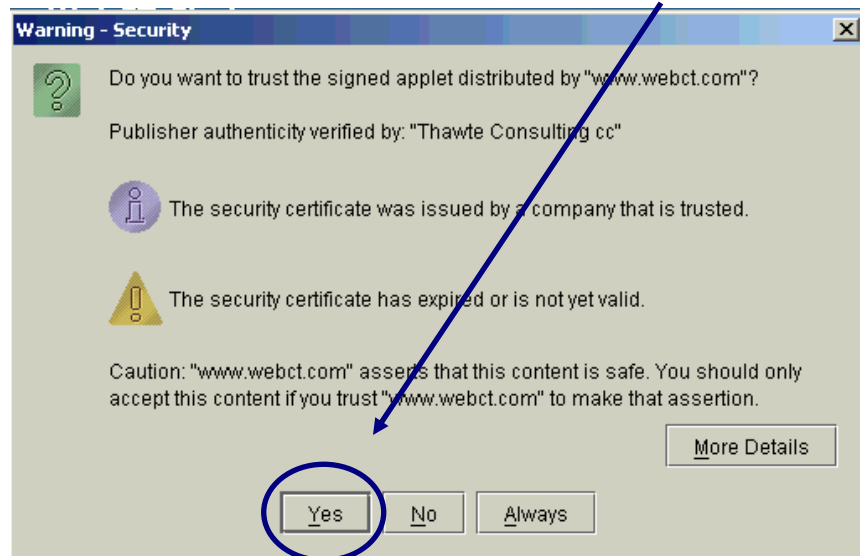 Warning - Security
Do you want to trust the signed applet distributed by "www.webct.com"?
Publisher authenticity verified by: "Thawte Consulting cc"
The security certificate was issued by a company that is trusted.
The security certificate has expired or is not yet valid.
Caution: "www.webct.com" asserts that this content is safe. You should only
accept this content if you trust "www.webct.com" to make that assertion.
More Details
Yes No Always